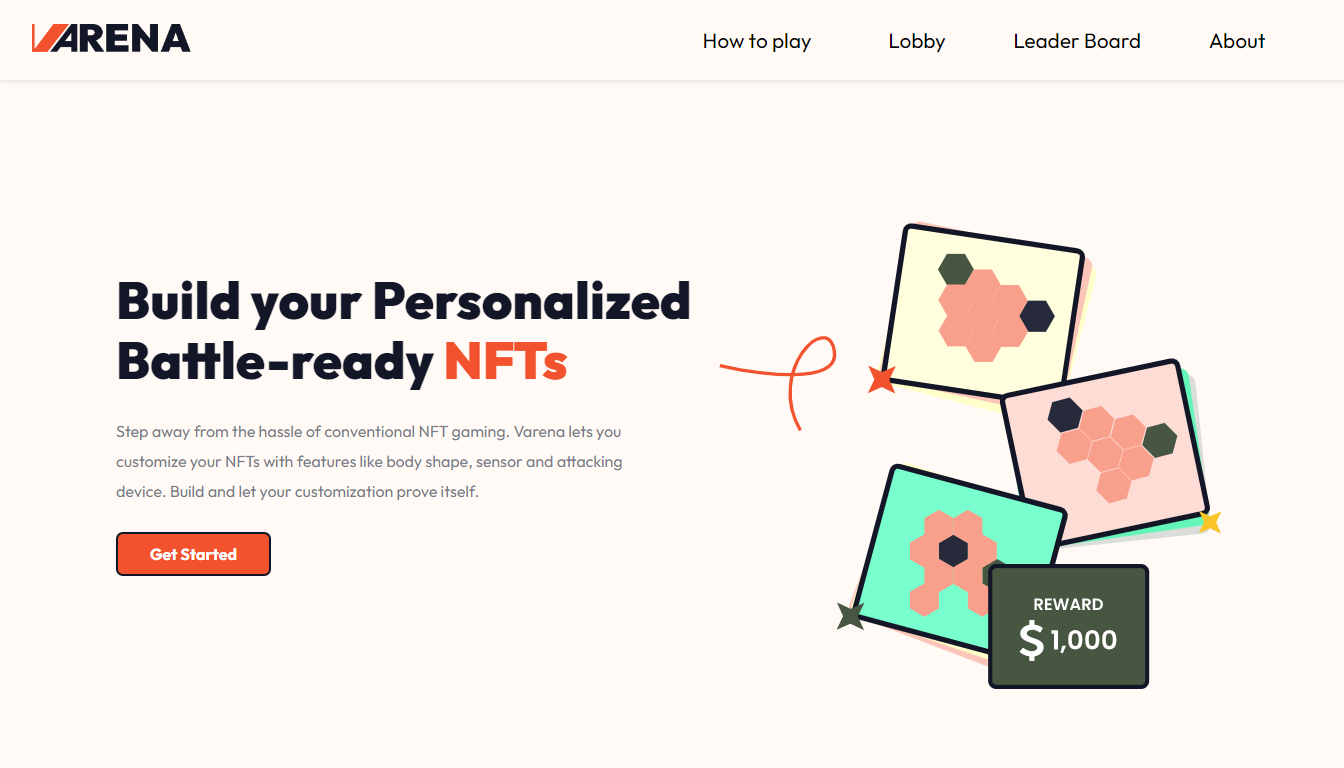 VARENA
How to play
Lobby
Leader Board
About
Build your Personalized
Battle-ready NFTs
Step away from the hassle of conventional NFT gaming. Varena lets you
customize your NFTs with features like body shape, sensor and attacking
device. Build and let your customization prove itself.
Get Started
REWARD
$ 1,000